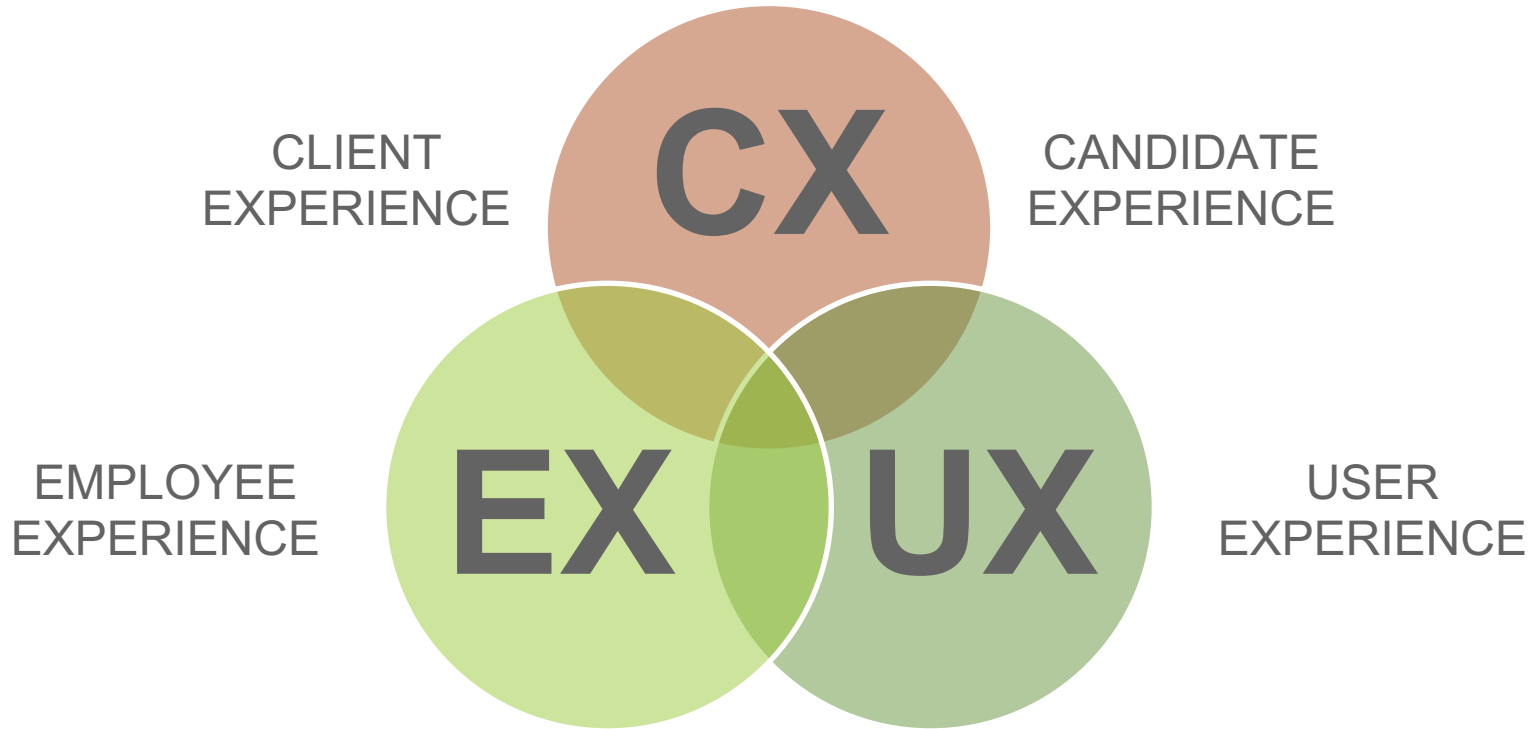 CX
CLIENT
EXPERIENCE
CANDIDATE
EXPERIENCE
EMPLOYEE
EXPERIENCE
EX
UX
USER
EXPERIENCE